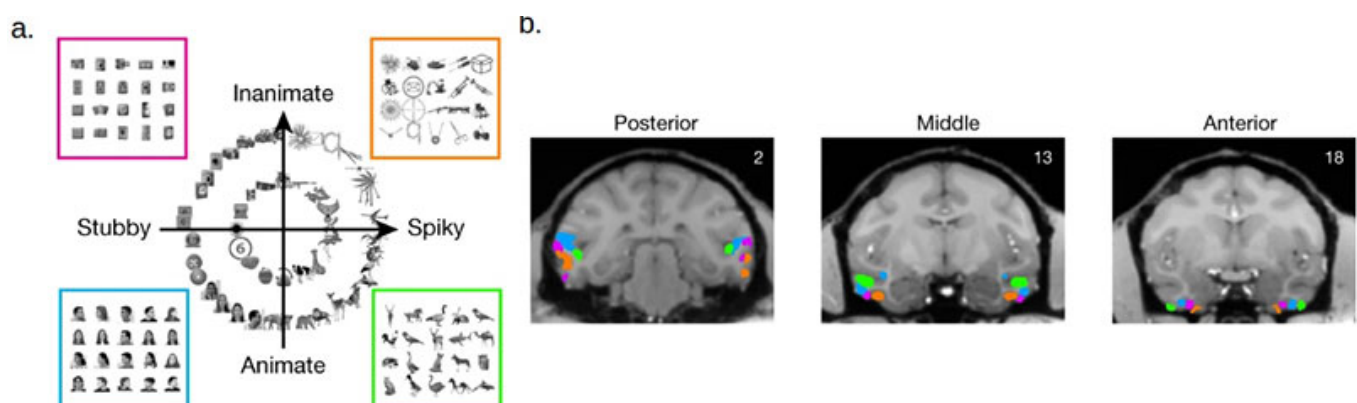 a.
Inanimate
Stubby
Spiky
Animate
6
b.
Posterior
Middle
Anterior
2
13
18